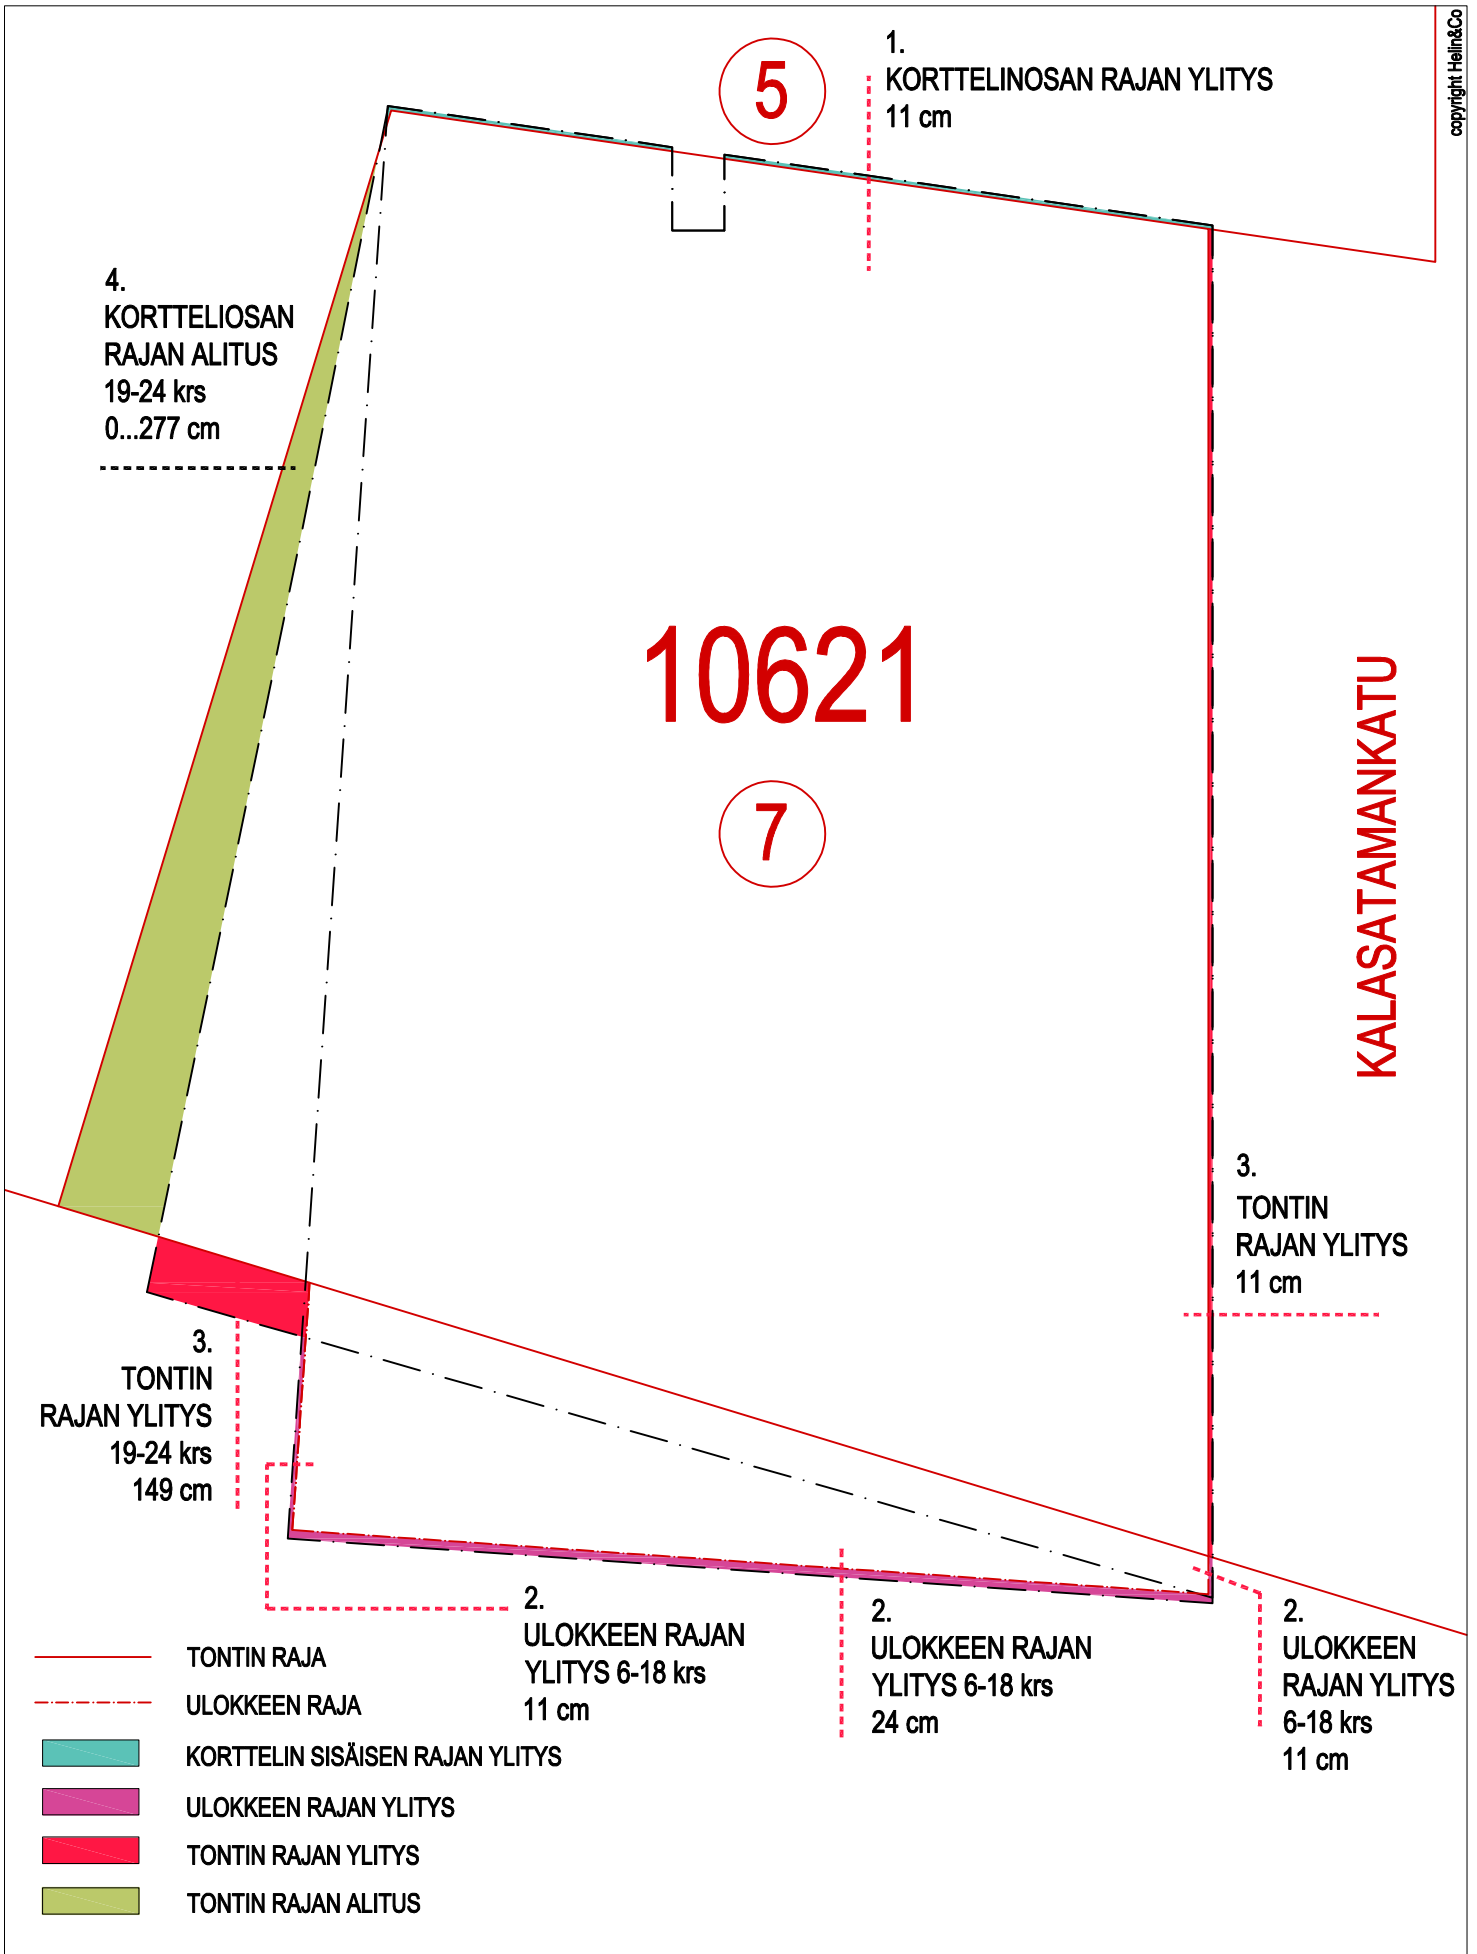 copyright Helin&Co
5
1.
KORTTELINOSAN RAJAN YLITYS
11 cm
4.
KORTTELIOSAN
RAJAN ALITUS
19-24 krs
0...277 cm
10621
7
KALASATAMANKATU
3.
TONTIN
RAJAN YLITYS
11 cm
3.
TONTIN
RAJAN YLITYS
19-24 krs
149 cm
2.
ULOKKEEN RAJAN
YLITYS 6-18 krs
11 cm
2.
ULOKKEEN RAJAN
YLITYS 6-18 krs
24 cm
2.
ULOKKEEN
RAJAN YLITYS
6-18 krs
11 cm
TONTIN RAJA
ULOKKEEN RAJA
KORTTELIN SISÄISEN RAJAN YLITYS
ULOKKEEN RAJAN YLITYS
TONTIN RAJAN YLITYS
TONTIN RAJAN ALITUS